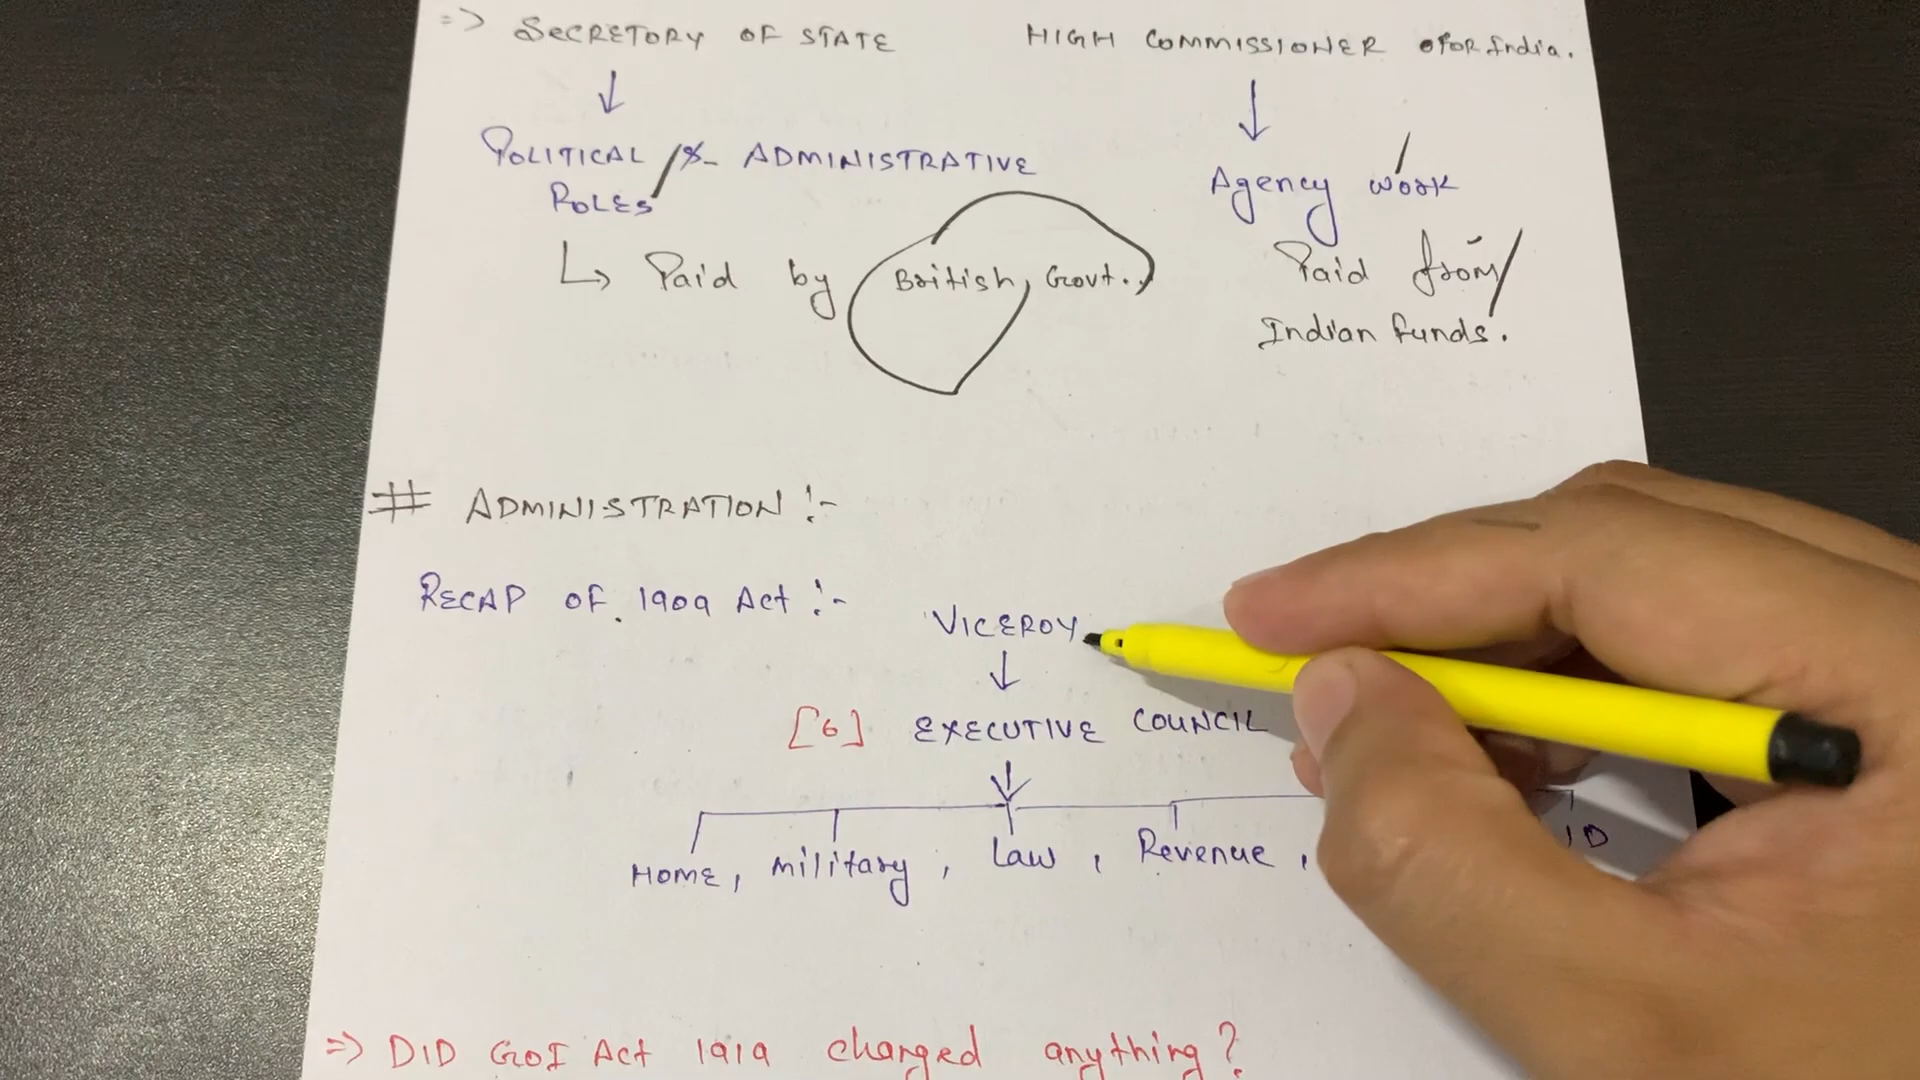 => SECRETORY OF STATE
HIGH COMMISSIONER FOR India.
↓
↓
POLITICAL & ADMINISTRATIVE
ROLES
Agency work
↳ Paid by British Govt.
Paid from
Indian funds.
# ADMINISTRATION :-
RECAP OF 1909 Act :-
VICEROY
↓
[6] EXECUTIVE COUNCIL
↓
HOME, military, Law, Revenue,
=> DID GOI Act 1919 changed anything?